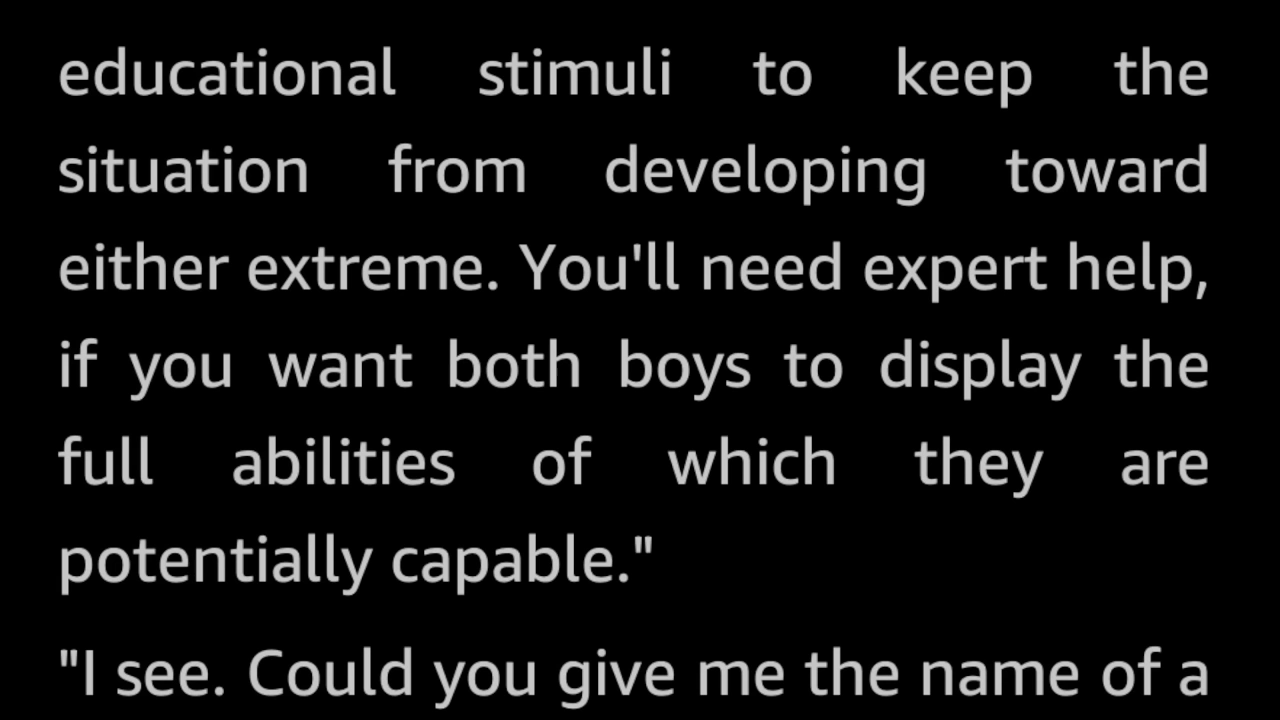 educational stimuli to keep the
situation from developing toward
either extreme. You'll need expert help,
if you want both boys to display the
full abilities of which they are
potentially capable."
"I see. Could you give me the name of a